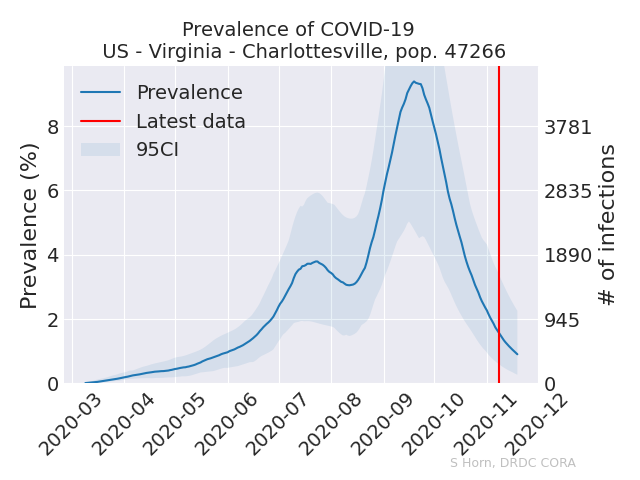 Prevalence of COVID-19
US - Virginia - Charlottesville, pop. 47266
Prevalence
Latest data
95CI
Prevalence (%)
8
6
4
2
0
3781
2835
1890
945
0
# of infections
2020-03
2020-04
2020-05
2020-06
2020-07
2020-08
2020-09
2020-10
2020-11
2020-12
S Horn, DRDC CORA